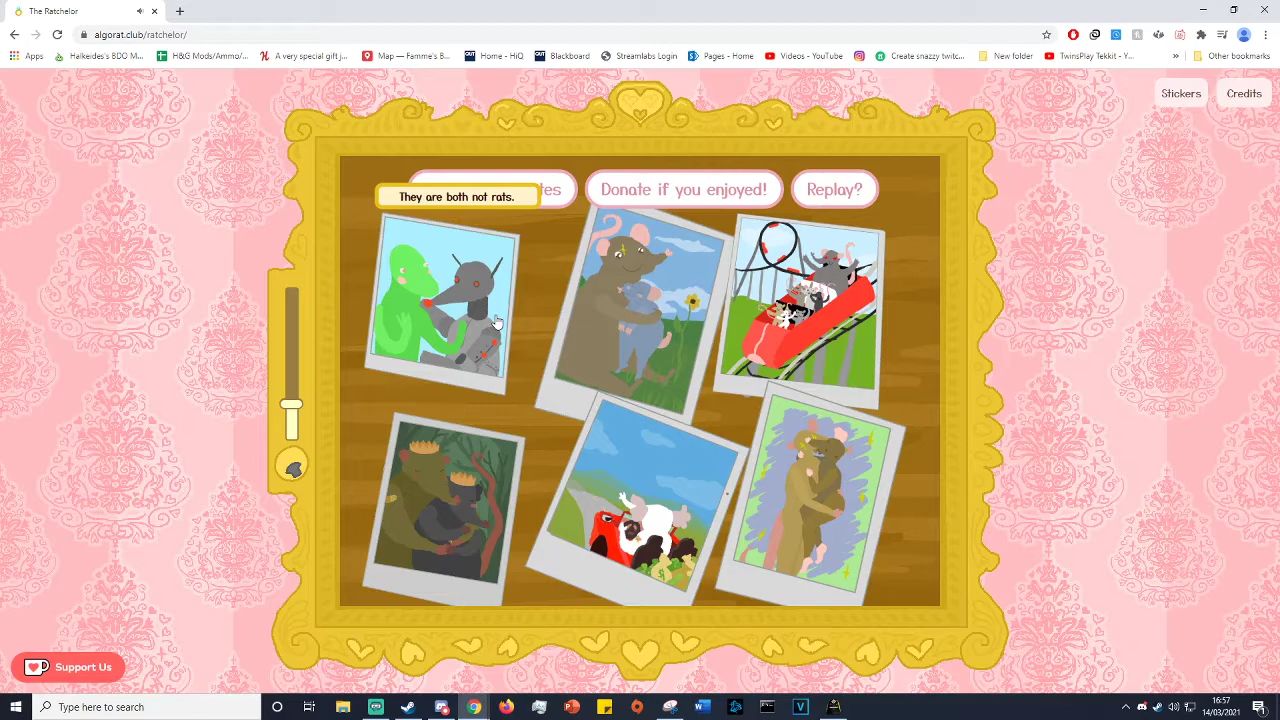 The Ratchelor
algorat.club/ratchelor/
Apps
Halkeides's BDO M...
H&G Mods/Ammo/...
A very special gift j...
Map — Famme's B...
Home - HiQ
Blackboard
Streamlabs Login
Pages - Home
Videos - YouTube
Create snazzy twitc...
New folder
TwinsPlay Tekkit - Y...
»
Other bookmarks
Stickers
Credits
tes
Donate if you enjoyed!
Replay?
They are both not rats.
Support Us
Type here to search
16:57
14/03/2021